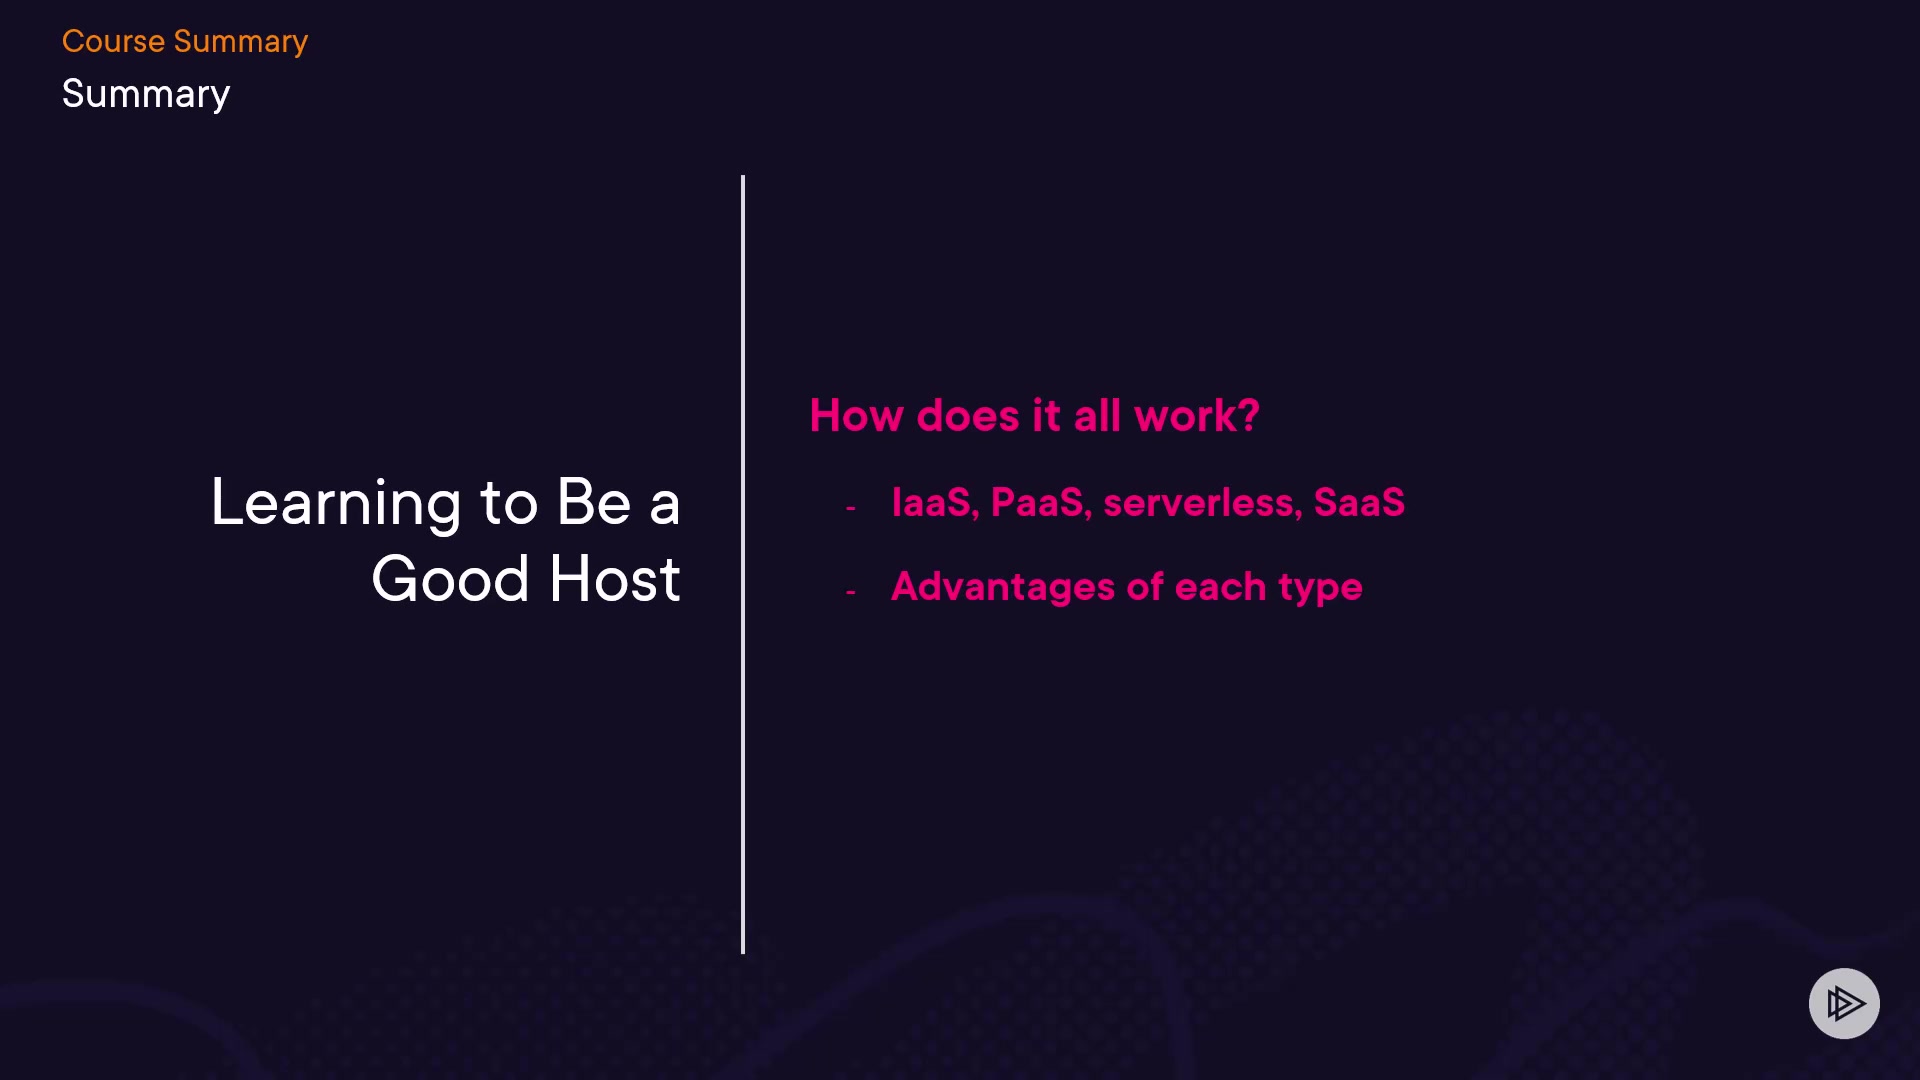 Course Summary
Summary
Learning to Be a
Good Host
How does it all work?
- IaaS, PaaS, serverless, SaaS
- Advantages of each type